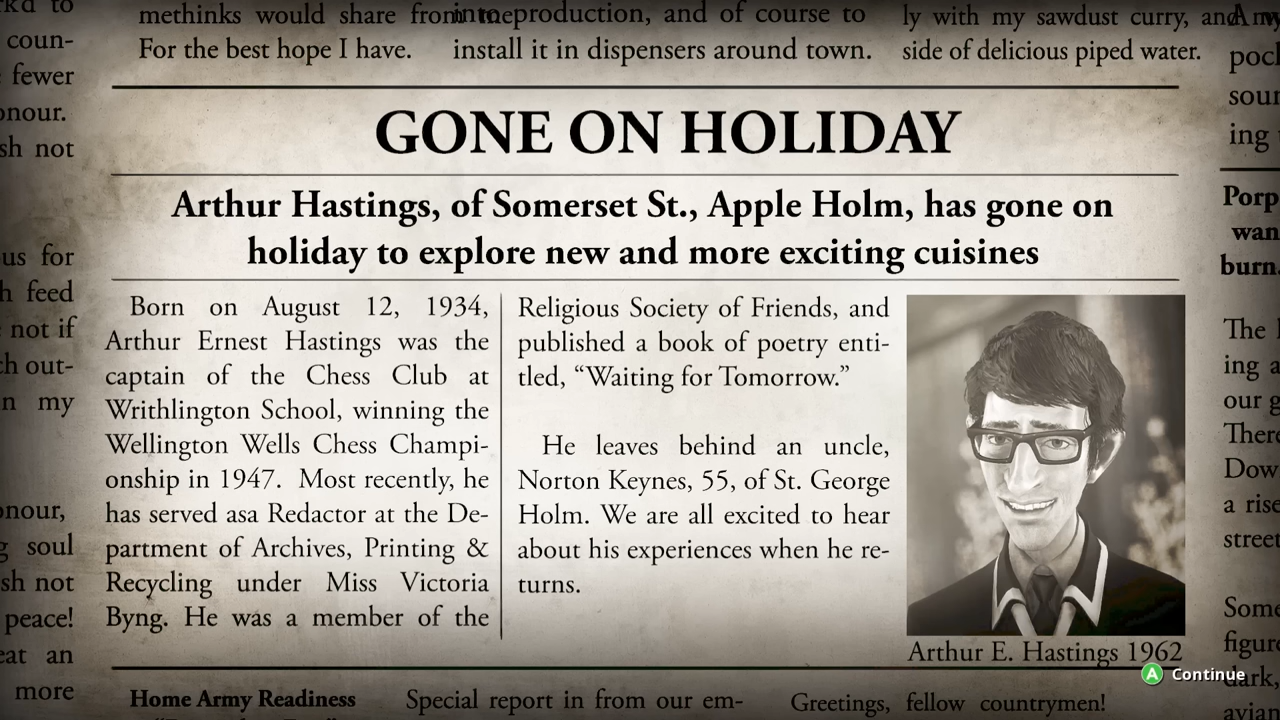 rk'd to
coun-
fewer
onour.
sh not
us for
h feed
not if
ch out-
n my
onour,
g soul
sh not
peace!
eat an
more
methinks would share from me
For the best hope I have.
into production, and of course to
install it in dispensers around town.
ly with my sawdust curry, and
side of delicious piped water.
GONE ON HOLIDAY
Arthur Hastings, of Somerset St., Apple Holm, has gone on
holiday to explore new and more exciting cuisines
Born on August 12, 1934,
Arthur Ernest Hastings was the
captain of the Chess Club at
Writhlington School, winning the
Wellington Wells Chess Champi-
onship in 1947. Most recently, he
has served asa Redactor at the De-
partment of Archives, Printing &
Recycling under Miss Victoria
Byng. He was a member of the
Religious Society of Friends, and
published a book of poetry enti-
tled, “Waiting for Tomorrow.”
He leaves behind an uncle,
Norton Keynes, 55, of St. George
Holm. We are all excited to hear
about his experiences when he re-
turns.
Arthur E. Hastings 1962
A Continue
Home Army Readiness
Special report in from our em-
Greetings, fellow countrymen!
pock
soun
ing
Porp
wan
burn.
The
ing a
our g
There
Dow
a rise
street
Some
figur
dark,
avian